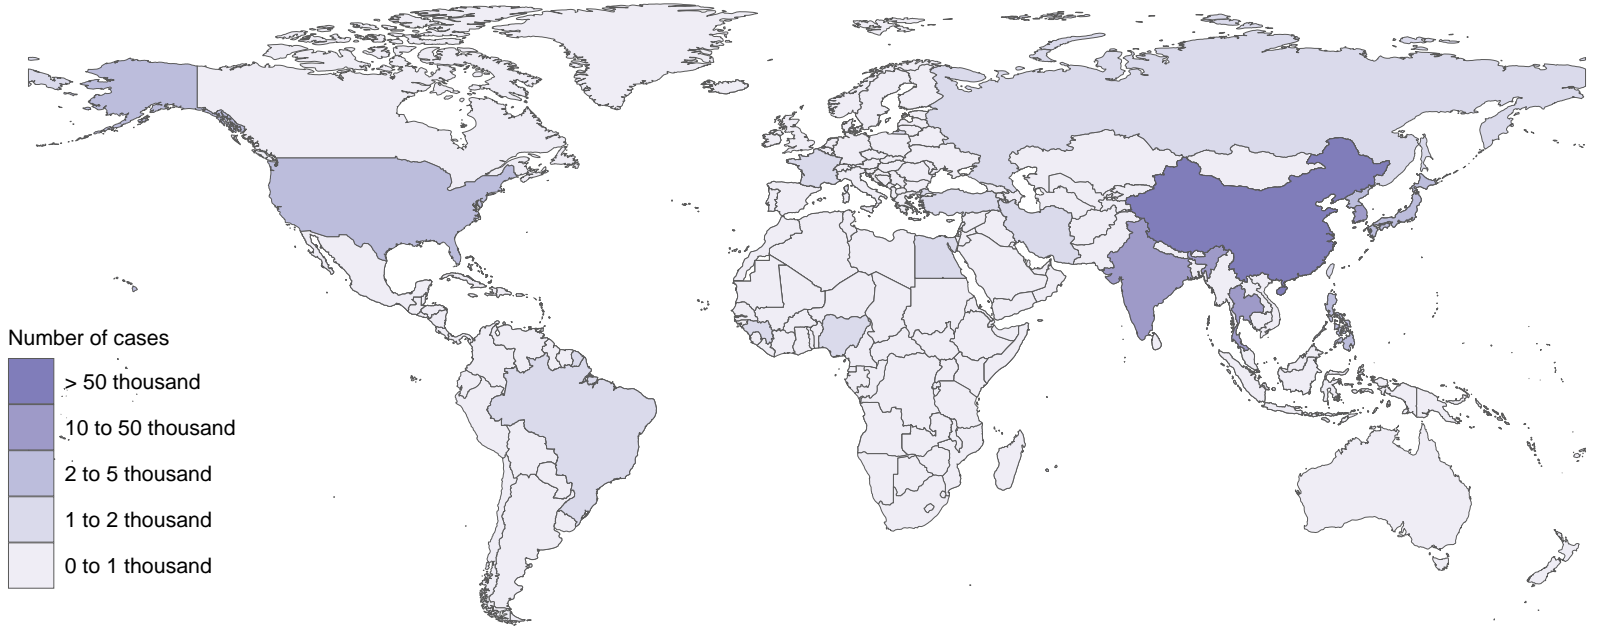 Number of cases
> 50 thousand
10 to 50 thousand
2 to 5 thousand
1 to 2 thousand
0 to 1 thousand